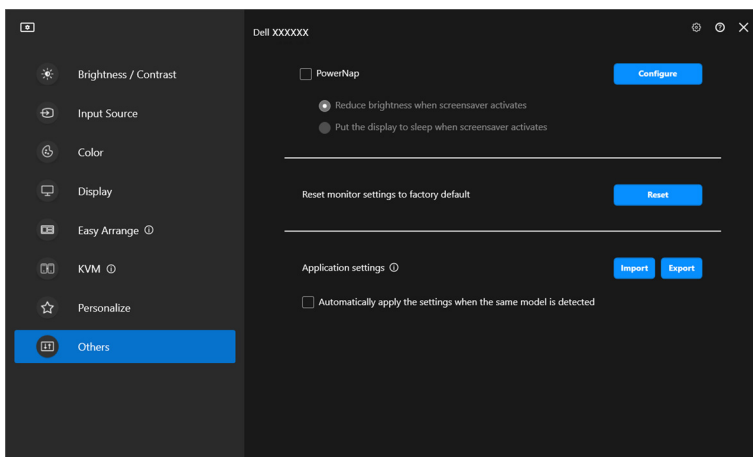 Dell XXXXXX
Brightness / Contrast
Input Source
Color
Display
Easy Arrange
KVM
Personalize
Others
PowerNap
Configure
Reduce brightness when screensaver activates
Put the display to sleep when screensaver activates
Reset monitor settings to factory default
Reset
Application settings
Import
Export
Automatically apply the settings when the same model is detected